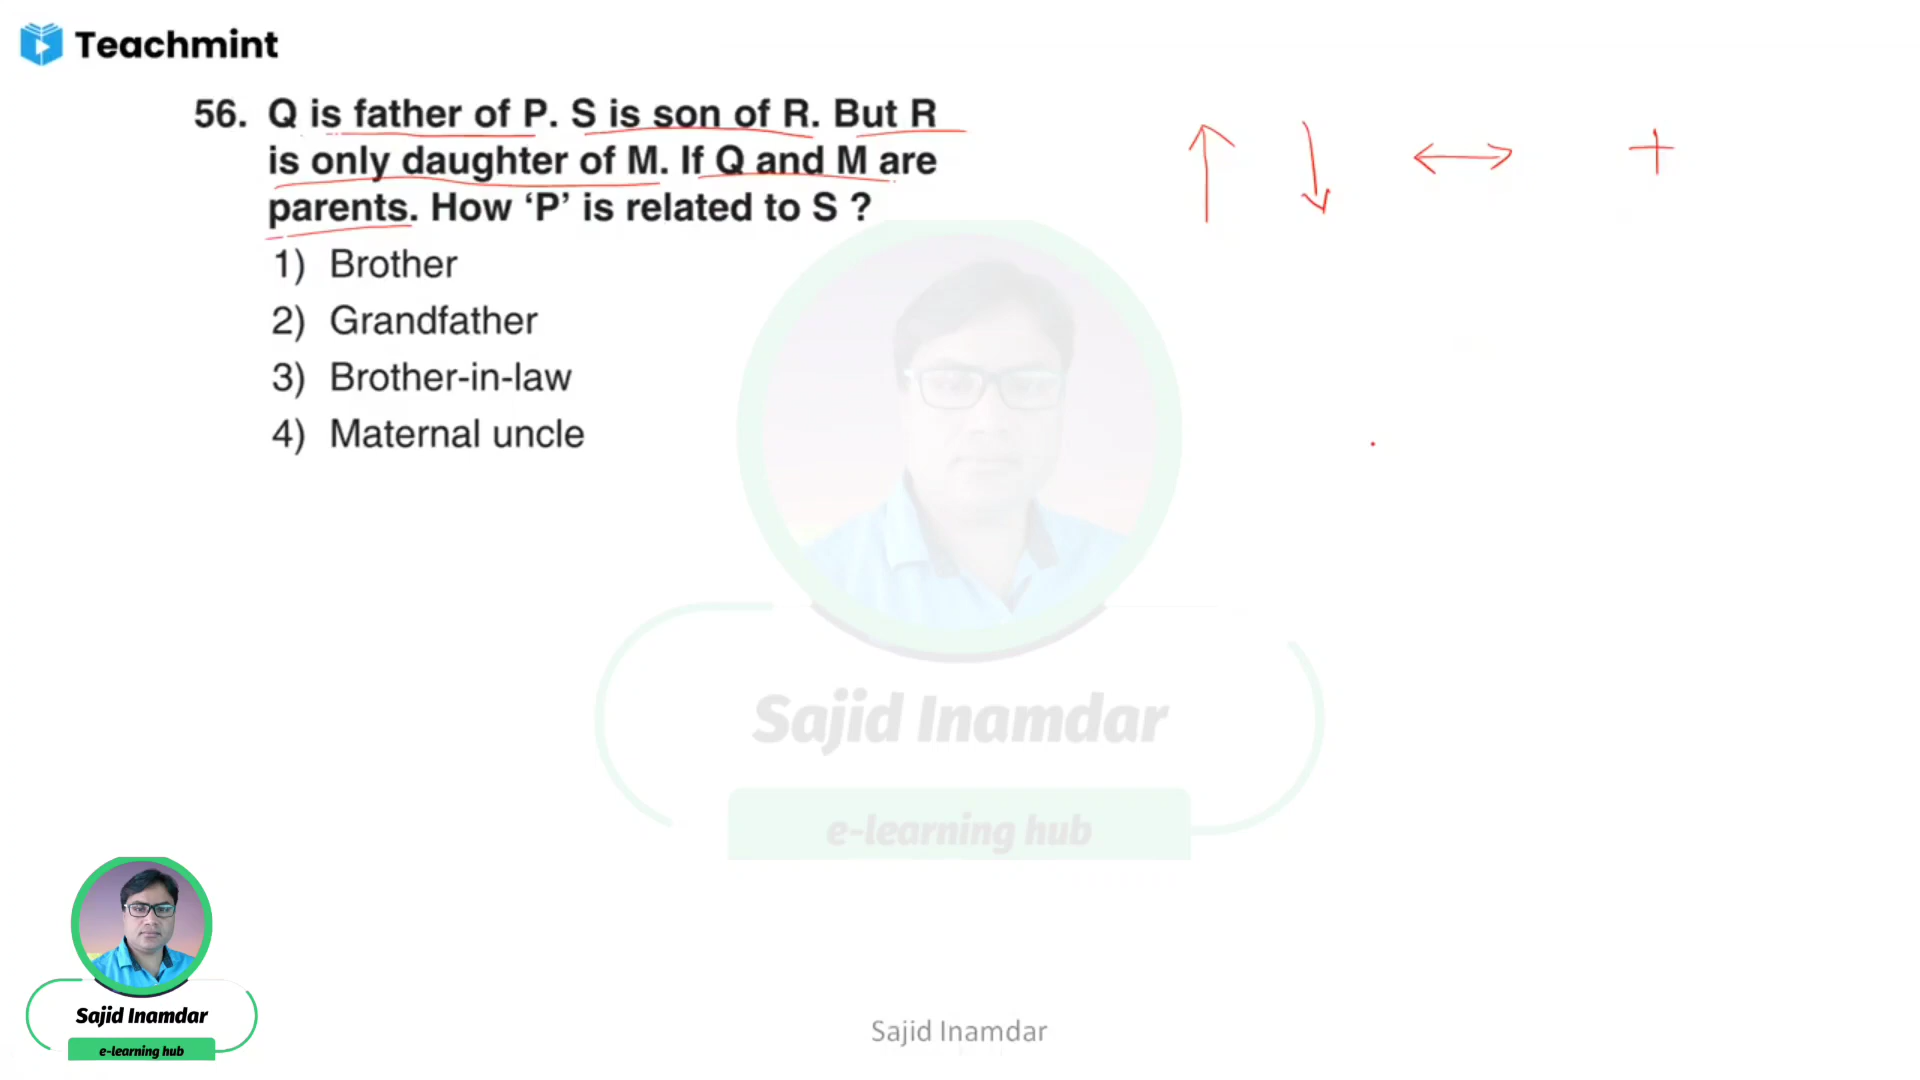 Teachmint
56. Q is father of P. S is son of R. But R
is only daughter of M. If Q and M are
parents. How ‘P’ is related to S ?
1) Brother
2) Grandfather
3) Brother-in-law
4) Maternal uncle
+
Sajid Inamdar
e-learning hub
Sajid Inamdar
e-learning hub
Sajid Inamdar